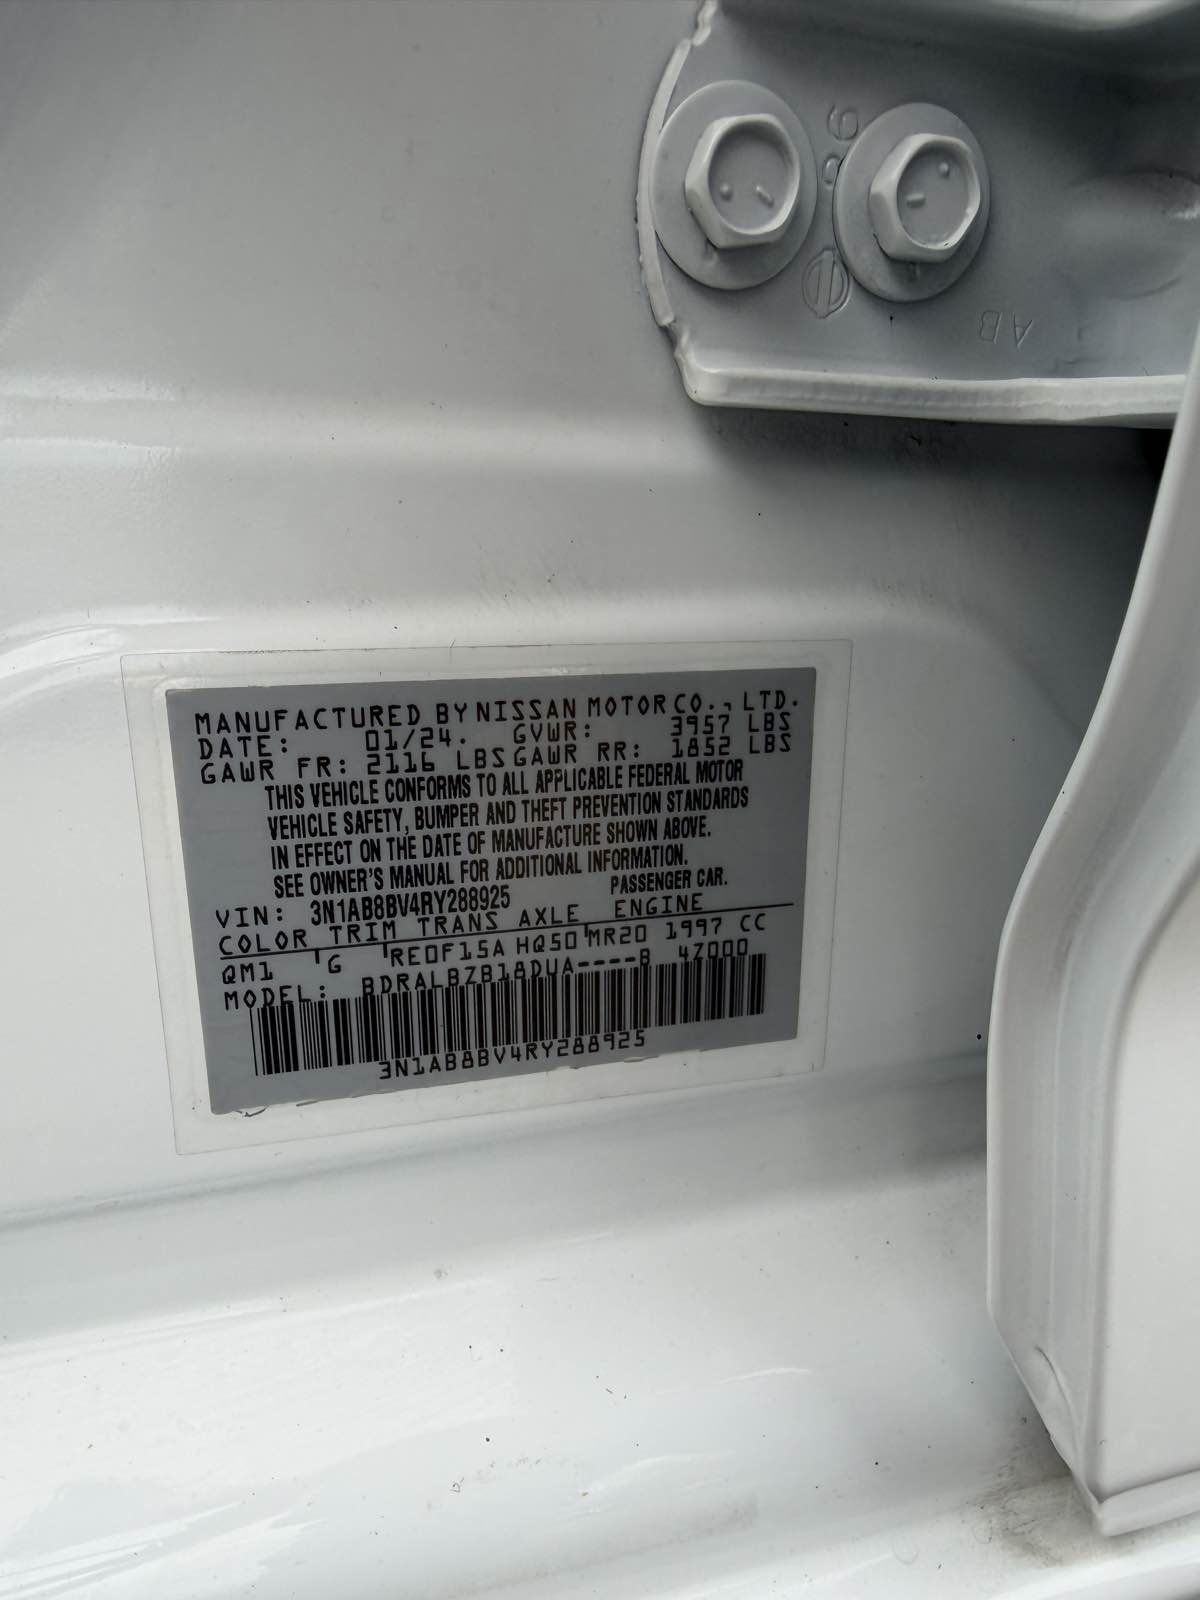 AB
MANUFACTURED BY NISSAN MOTOR CO., LTD.
DATE: 01/24. GVWR: 3957 LBS
GAWR FR: 2116 LBS GAWR RR: 1852 LBS
THIS VEHICLE CONFORMS TO ALL APPLICABLE FEDERAL MOTOR
VEHICLE SAFETY, BUMPER AND THEFT PREVENTION STANDARDS
IN EFFECT ON THE DATE OF MANUFACTURE SHOWN ABOVE.
SEE OWNER'S MANUAL FOR ADDITIONAL INFORMATION.
PASSENGER CAR.
VIN: 3N1AB8BV4RY288925
COLOR TRIM TRANS AXLE ENGINE
QM1 G RE0F15A HQ50 MR20 1997 CC
MODEL: BDRALBZB18DUA----B 4Z000
3N1AB8BV4RY288925